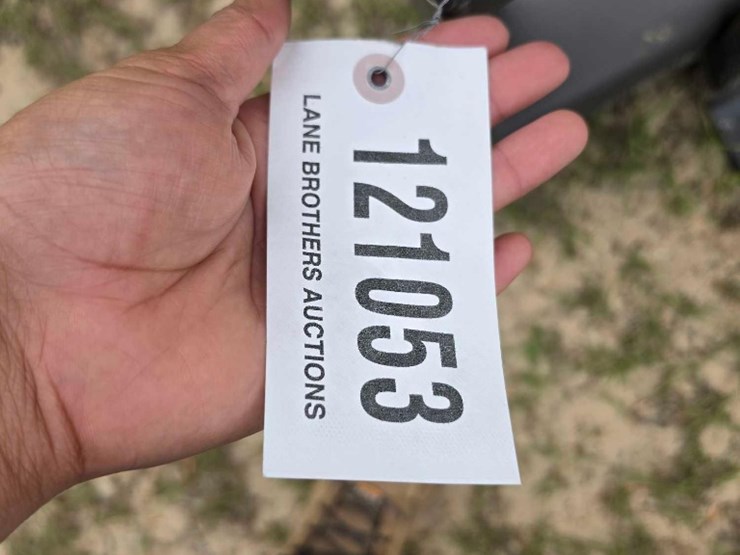 121053
LANE BROTHERS AUCTIONS